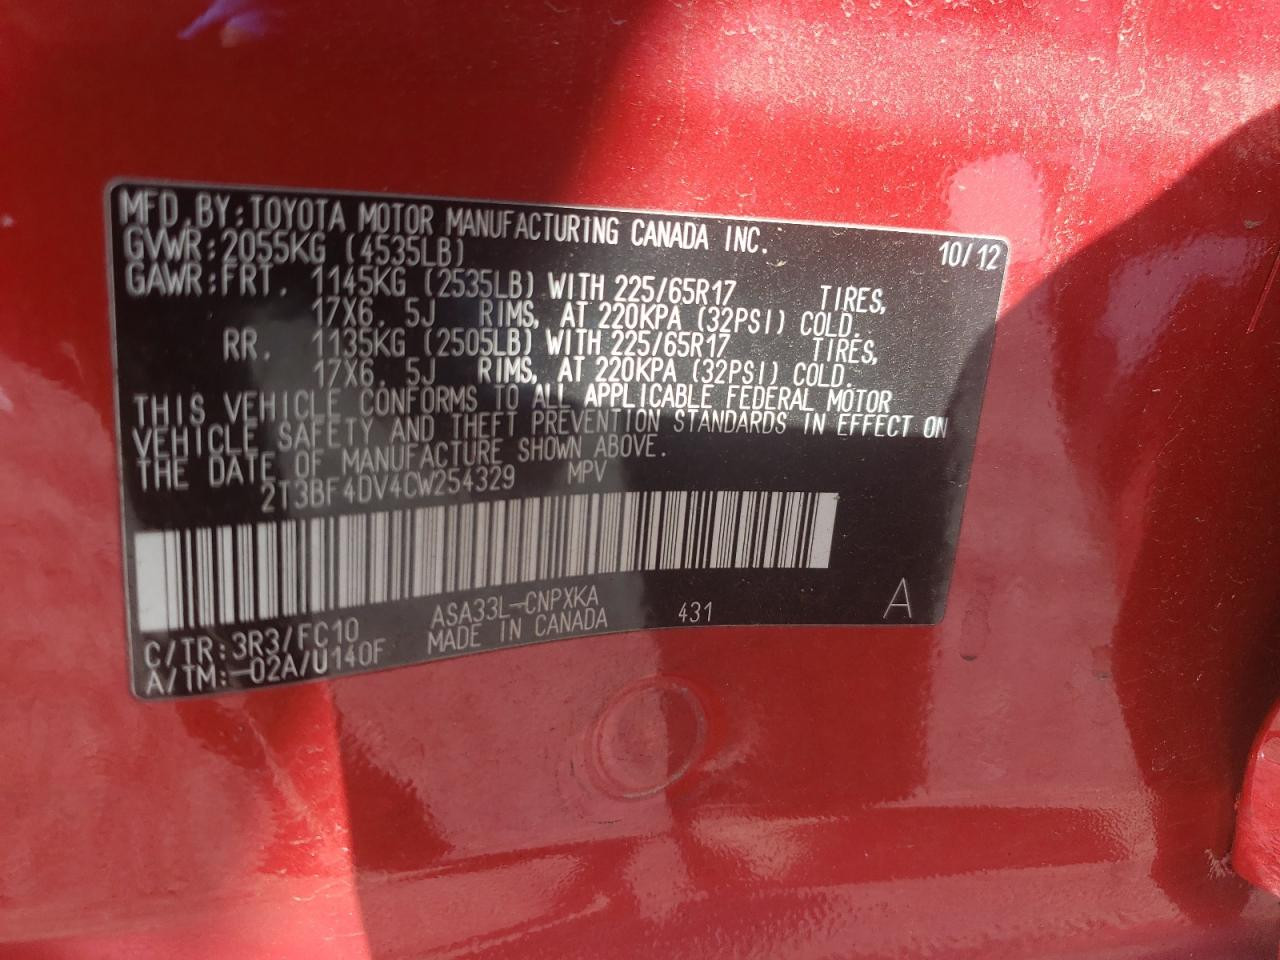 MFD.BY:TOYOTA MOTOR MANUFACTURING CANADA INC.
GVWR:2055KG (4535LB) 10/12
GAWR:FRT. 1145KG (2535LB) WITH 225/65R17 TIRES,
17X6. 5J RIMS, AT 220KPA (32PSI) COLD.
RR. 1135KG (2505LB) WITH 225/65R17 TIRES,
17X6. 5J RIMS, AT 220KPA (32PSI) COLD.
THIS VEHICLE CONFORMS TO ALL APPLICABLE FEDERAL MOTOR
VEHICLE SAFETY AND THEFT PREVENTION STANDARDS IN EFFECT ON
THE DATE OF MANUFACTURE SHOWN ABOVE.
2T3BF4DV4CW254329 MPV
ASA33L-CNPXKA
MADE IN CANADA 431 A
C/TR:3R3/FC10
A/TM:-02A/U140F